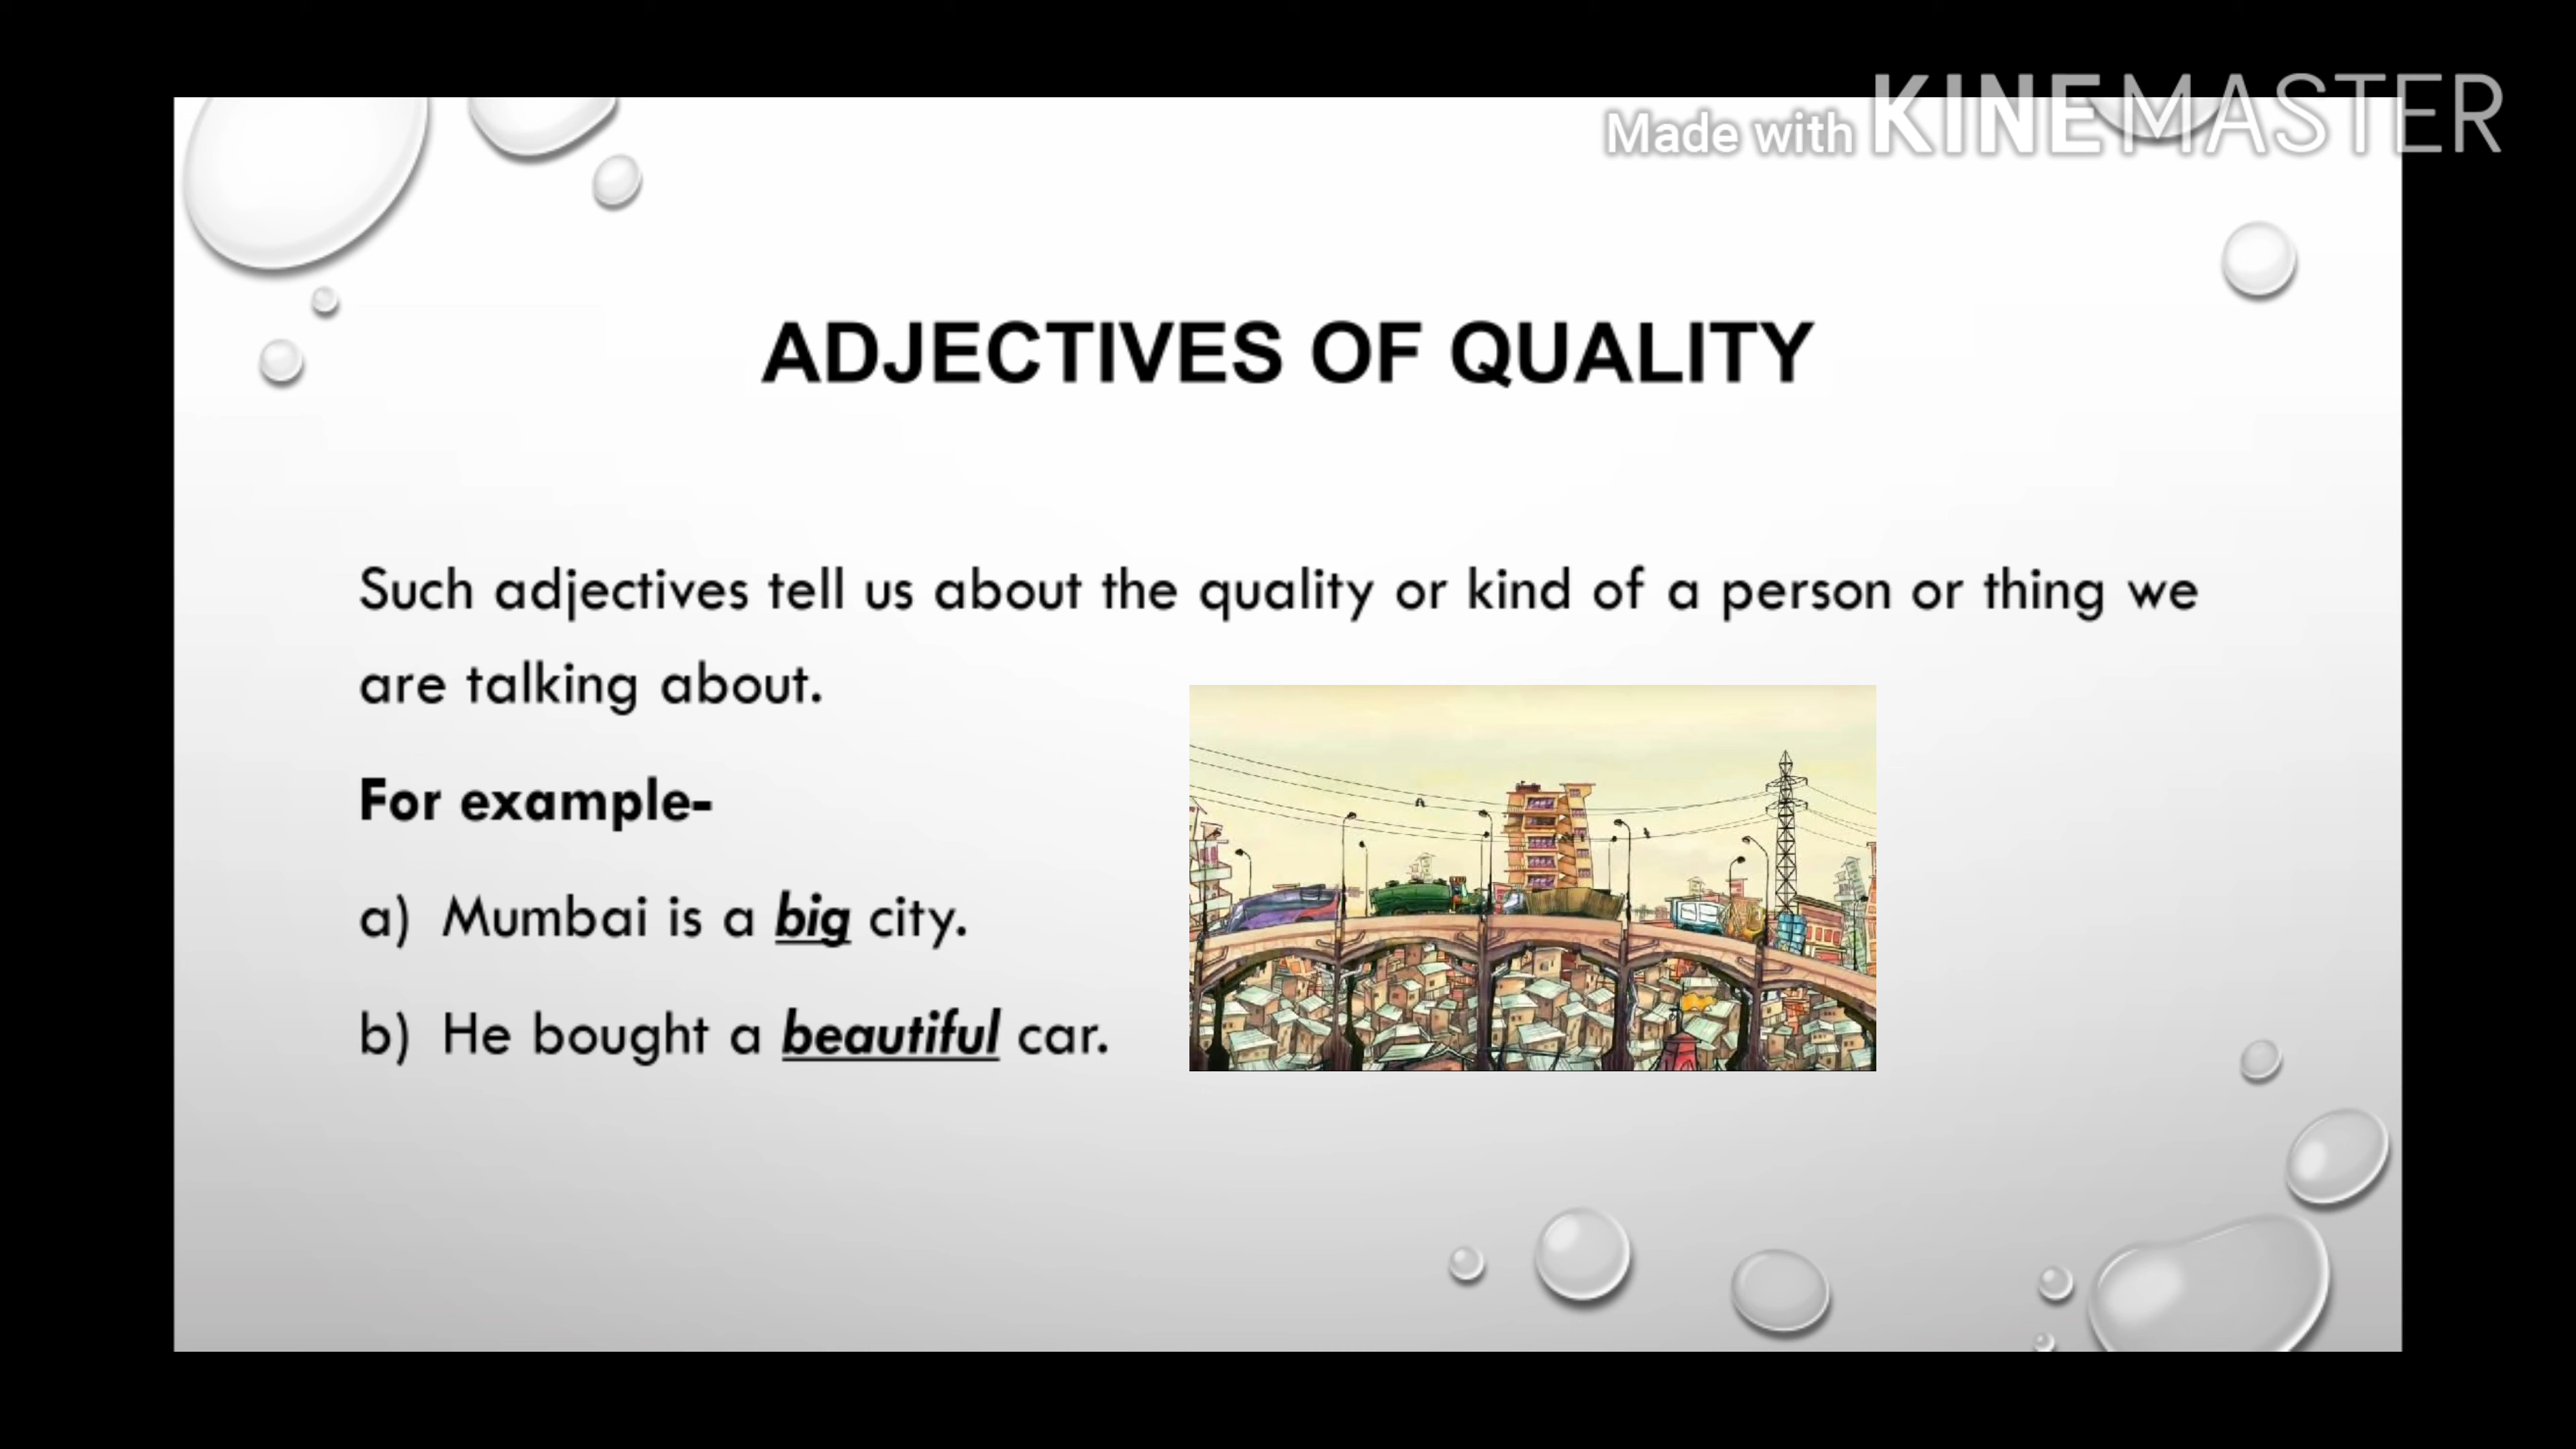 Made with KINEMASTER
ADJECTIVES OF QUALITY
Such adjectives tell us about the quality or kind of a person or thing we
are talking about.
For example-
a) Mumbai is a big city.
b) He bought a beautiful car.